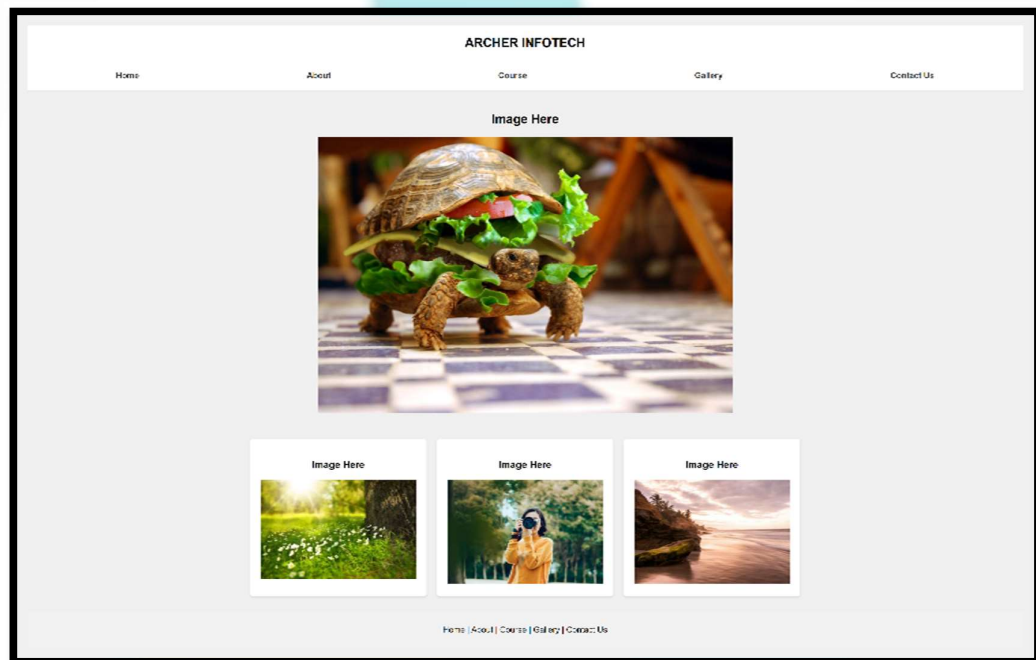 ARCHER INFOTECH
Home About Course Gallery Contact Us
Image Here
Image Here Image Here Image Here
Home | About | Course | Gallery | Contact Us